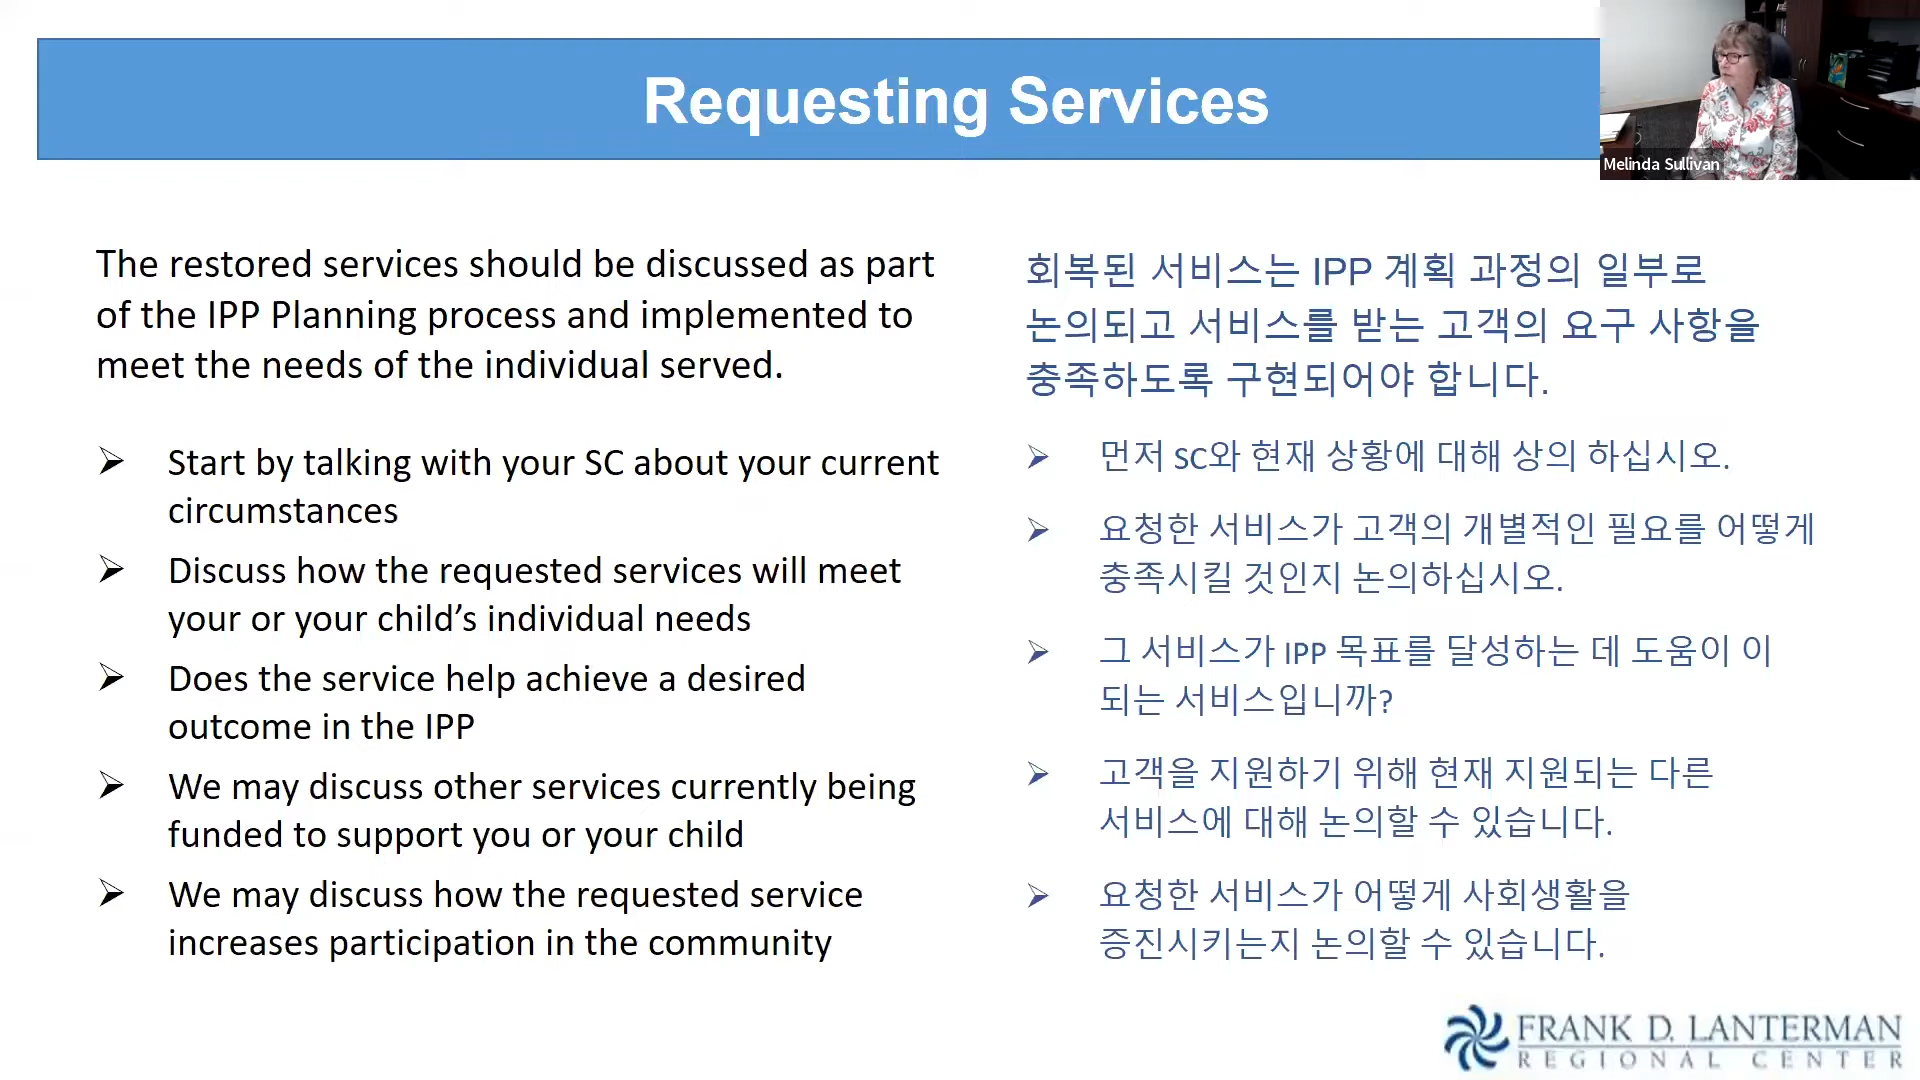 Requesting Services
Melinda Sullivan
The restored services should be discussed as part
of the IPP Planning process and implemented to
meet the needs of the individual served.
Start by talking with your SC about your current
circumstances
Discuss how the requested services will meet
your or your child’s individual needs
Does the service help achieve a desired
outcome in the IPP
We may discuss other services currently being
funded to support you or your child
We may discuss how the requested service
increases participation in the community
회복된 서비스는 IPP 계획 과정의 일부로
논의되고 서비스를 받는 고객의 요구 사항을
충족하도록 구현되어야 합니다.
먼저 SC와 현재 상황에 대해 상의 하십시오.
요청한 서비스가 고객의 개별적인 필요를 어떻게
충족시킬 것인지 논의하십시오.
그 서비스가 IPP 목표를 달성하는 데 도움이 이
되는 서비스입니까?
고객을 지원하기 위해 현재 지원되는 다른
서비스에 대해 논의할 수 있습니다.
요청한 서비스가 어떻게 사회생활을
증진시키는지 논의할 수 있습니다.
FRANK D. LANTERMAN
REGIONAL CENTER